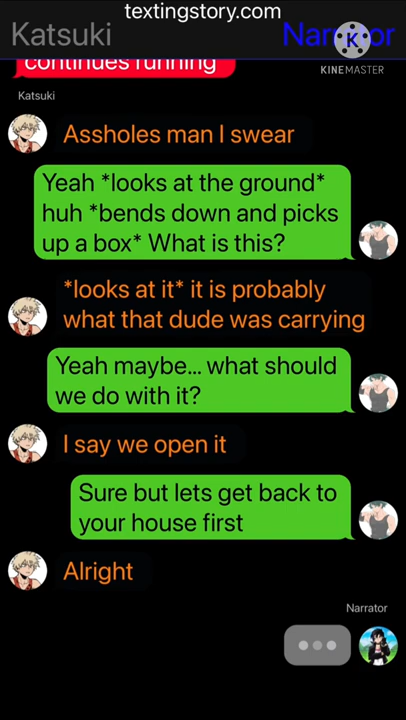 textingstory.com
Katsuki
Narrator
K
KINEMASTER
continues running
Katsuki
Assholes man I swear
Yeah *looks at the ground*
huh *bends down and picks
up a box* What is this?
*looks at it* it is probably
what that dude was carrying
Yeah maybe... what should
we do with it?
I say we open it
Sure but lets get back to
your house first
Alright
Narrator